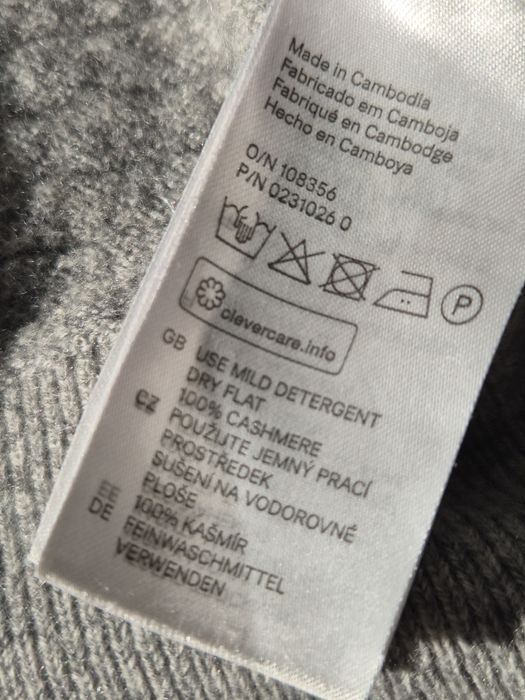 Made in Cambodia
Fabricado em Camboja
Fabriqué en Cambodge
Hecho en Camboya
O/N 108356
P/N 0231026 0
P
clevercare.info
GB USE MILD DETERGENT
DRY FLAT
100% CASHMERE
CZ POUŽIJTE JEMNÝ PRACÍ
PROSTŘEDEK
SUŠENÍ NA VODOROVNÉ
PLOŠE
100% KAŠMÍR
DE FEINWASCHMITTEL
VERWENDEN